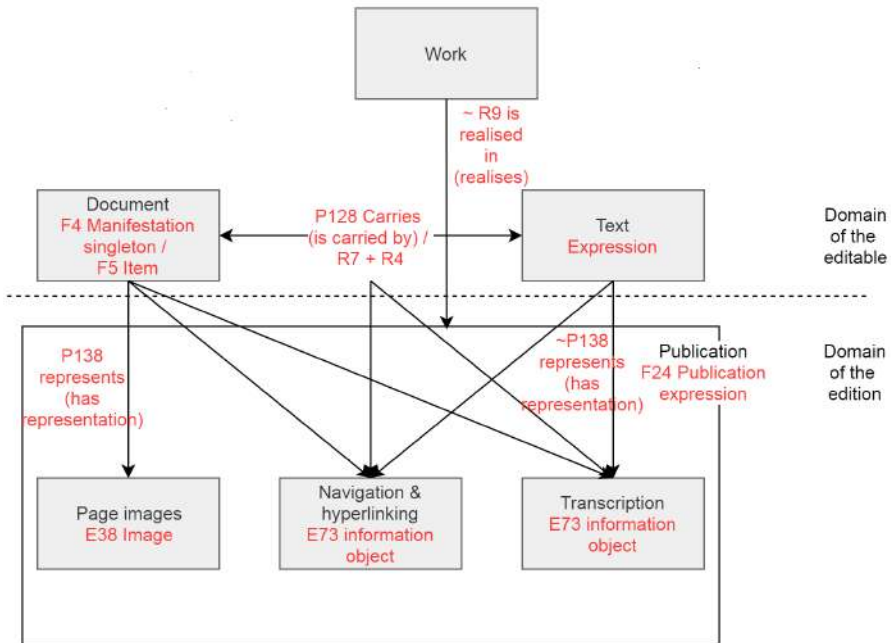 Work
~ R9 is
realised
in
(realises)
Document
F4 Manifestation
singleton /
F5 Item
P128 Carries
(is carried by) /
R7 + R4
Text
Expression
Domain
of the
editable
P138
represents
(has
representation)
~P138
represents
(has
representation)
Publication
F24 Publication
expression
Domain
of the
edition
Page images
E38 Image
Navigation &
hyperlinking
E73 information
object
Transcription
E73 information
object